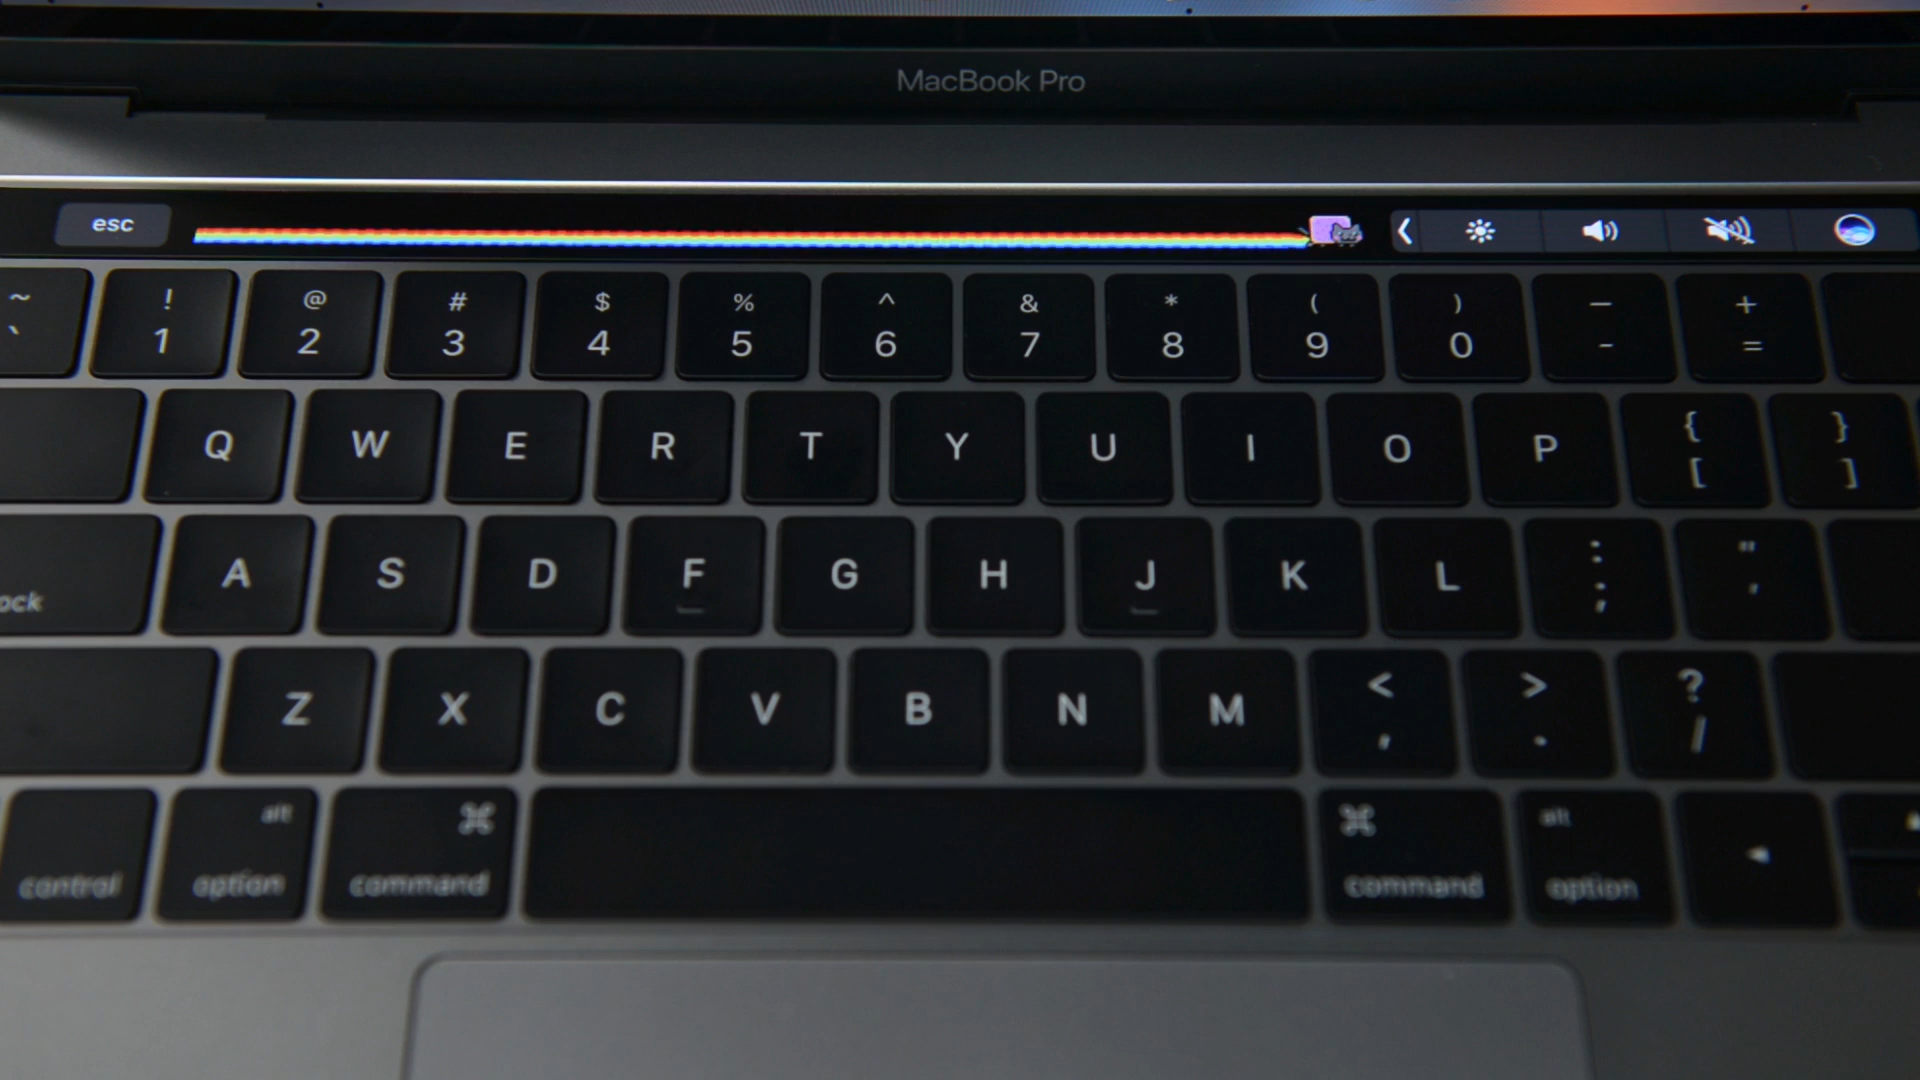 MacBook Pro
esc
~ ! @ # $ % ^ & * ( ) — +
` 1 2 3 4 5 6 7 8 9 0 - =
Q W E R T Y U I O P { }
[ ]
ock A S D F G H J K L : "
; '
Z X C V B N M < > ?
, . /
alt ⌘ ⌘ alt
control option command command option